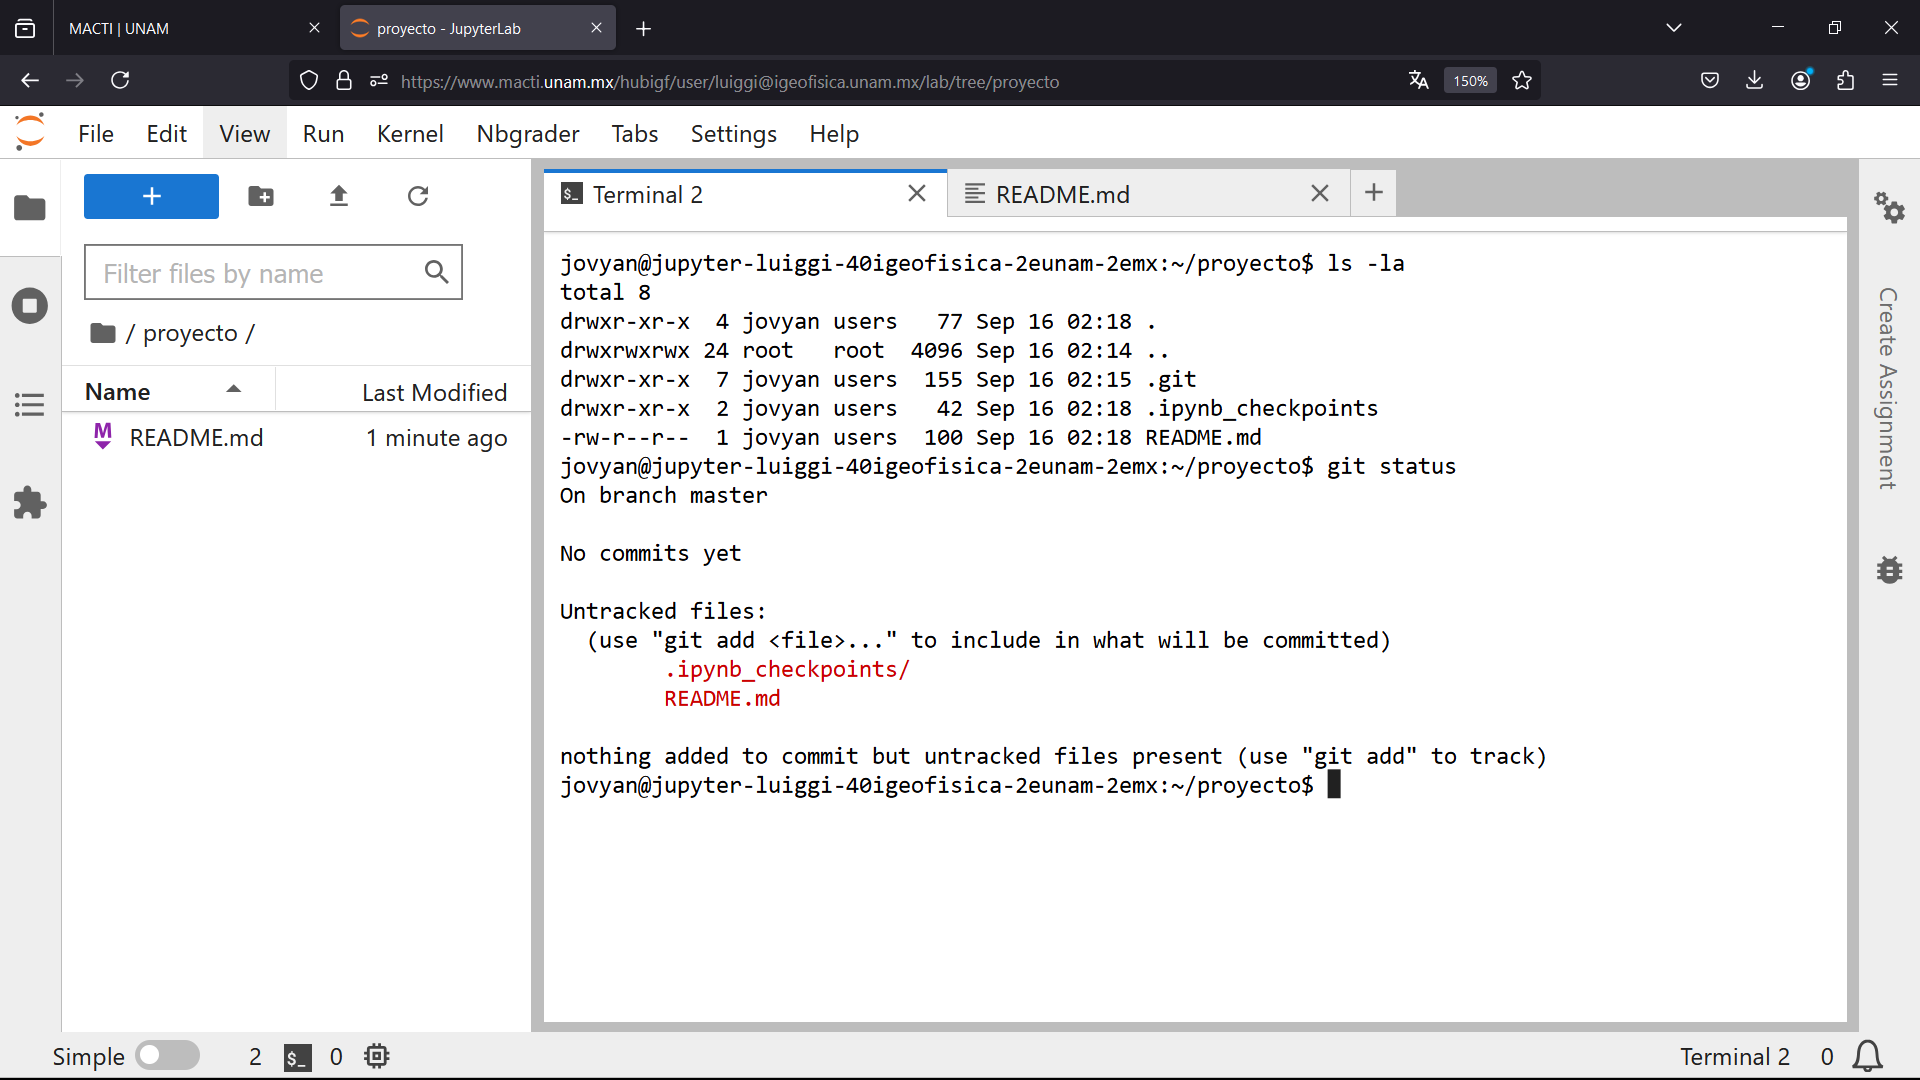 MACTI | UNAM
proyecto - JupyterLab
https://www.macti.unam.mx/hubigf/user/luiggi@igeofisica.unam.mx/lab/tree/proyecto
150%
File Edit View Run Kernel Nbgrader Tabs Settings Help
Filter files by name
/ proyecto /
Name Last Modified
README.md 1 minute ago
Terminal 2
README.md
jovyan@jupyter-luiggi-40igeofisica-2eunam-2emx:~/proyecto$ ls -la
total 8
drwxr-xr-x  4 jovyan users   77 Sep 16 02:18 .
drwxrwxrwx 24 root   root  4096 Sep 16 02:14 ..
drwxr-xr-x  7 jovyan users  155 Sep 16 02:15 .git
drwxr-xr-x  2 jovyan users   42 Sep 16 02:18 .ipynb_checkpoints
-rw-r--r--  1 jovyan users  100 Sep 16 02:18 README.md
jovyan@jupyter-luiggi-40igeofisica-2eunam-2emx:~/proyecto$ git status
On branch master
No commits yet
Untracked files:
(use "git add <file>..." to include in what will be committed)
.ipynb_checkpoints/
README.md
nothing added to commit but untracked files present (use "git add" to track)
jovyan@jupyter-luiggi-40igeofisica-2eunam-2emx:~/proyecto$
Create Assignment
Simple 2 $_ 0
Terminal 2 0